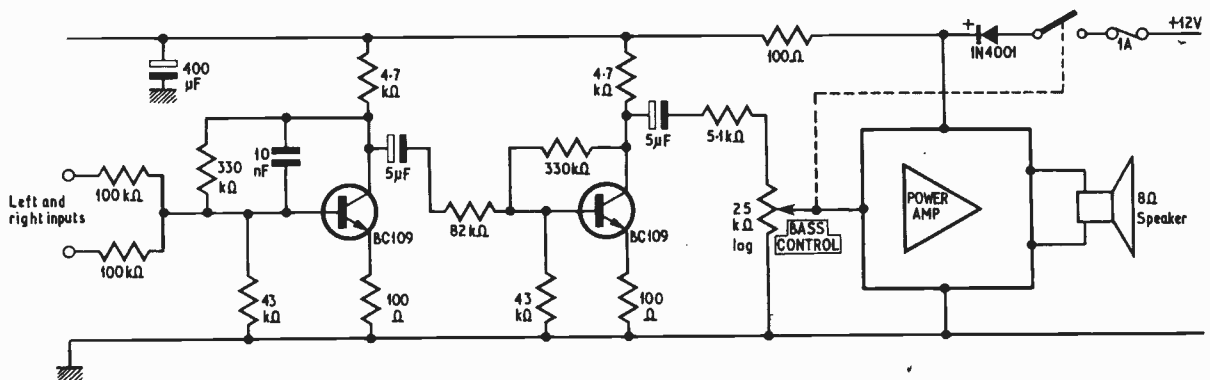 +12V
1A
1N4001
+
100Ω
400
µF
4·7
kΩ
4·7
kΩ
5µF
5·1kΩ
330
kΩ
10
nF
5µF
330kΩ
Left and
right inputs
100kΩ
100kΩ
82kΩ
BC109
BC109
25
kΩ
log
BASS
CONTROL
POWER
AMP
8Ω
Speaker
43
kΩ
100
Ω
43
kΩ
100
Ω